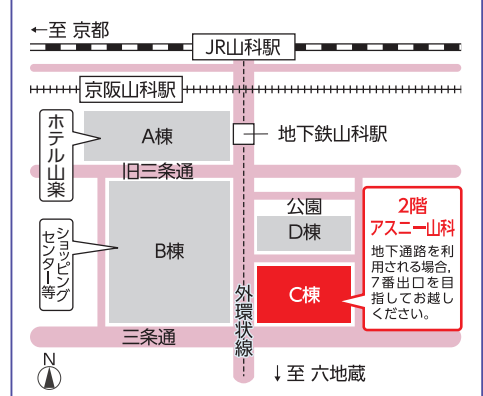 ←至 京都
JR山科駅
京阪山科駅
ホテル山楽
A棟
地下鉄山科駅
旧三条通
公園
D棟
2階
アスニー山科
地下通路を利
用される場合,
7番出口を目
指してお越し
ください。
ショッピング
センター等
B棟
C棟
外環状線
三条通
N
↓至 六地蔵